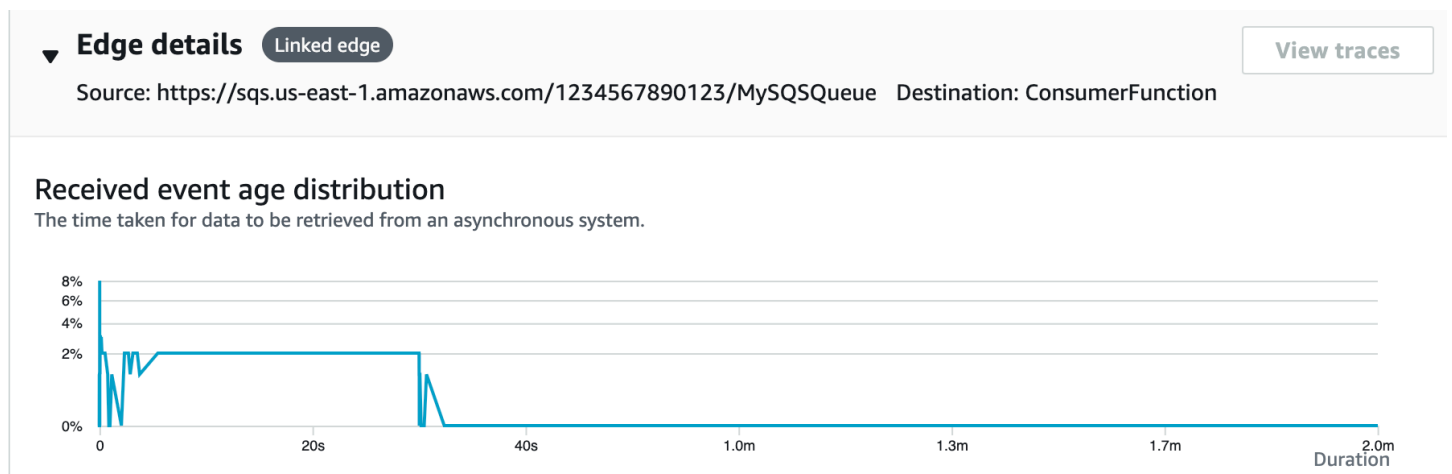 Edge details Linked edge
View traces
Source: https://sqs.us-east-1.amazonaws.com/1234567890123/MySQSQueue Destination: ConsumerFunction
Received event age distribution
The time taken for data to be retrieved from an asynchronous system.
8%
6%
4%
2%
0%
0 20s 40s 1.0m 1.3m 1.7m 2.0m
Duration